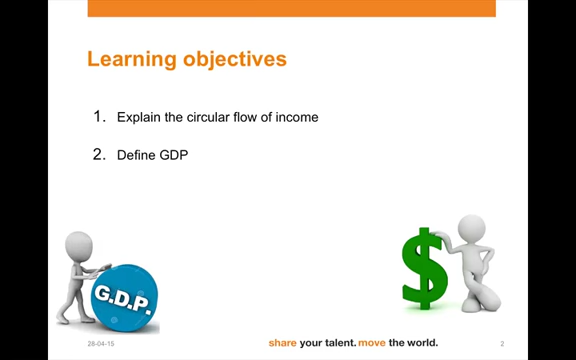 Learning objectives
1. Explain the circular flow of income
2. Define GDP
G.D.P.
$
28-04-15
share your talent. move the world.
2